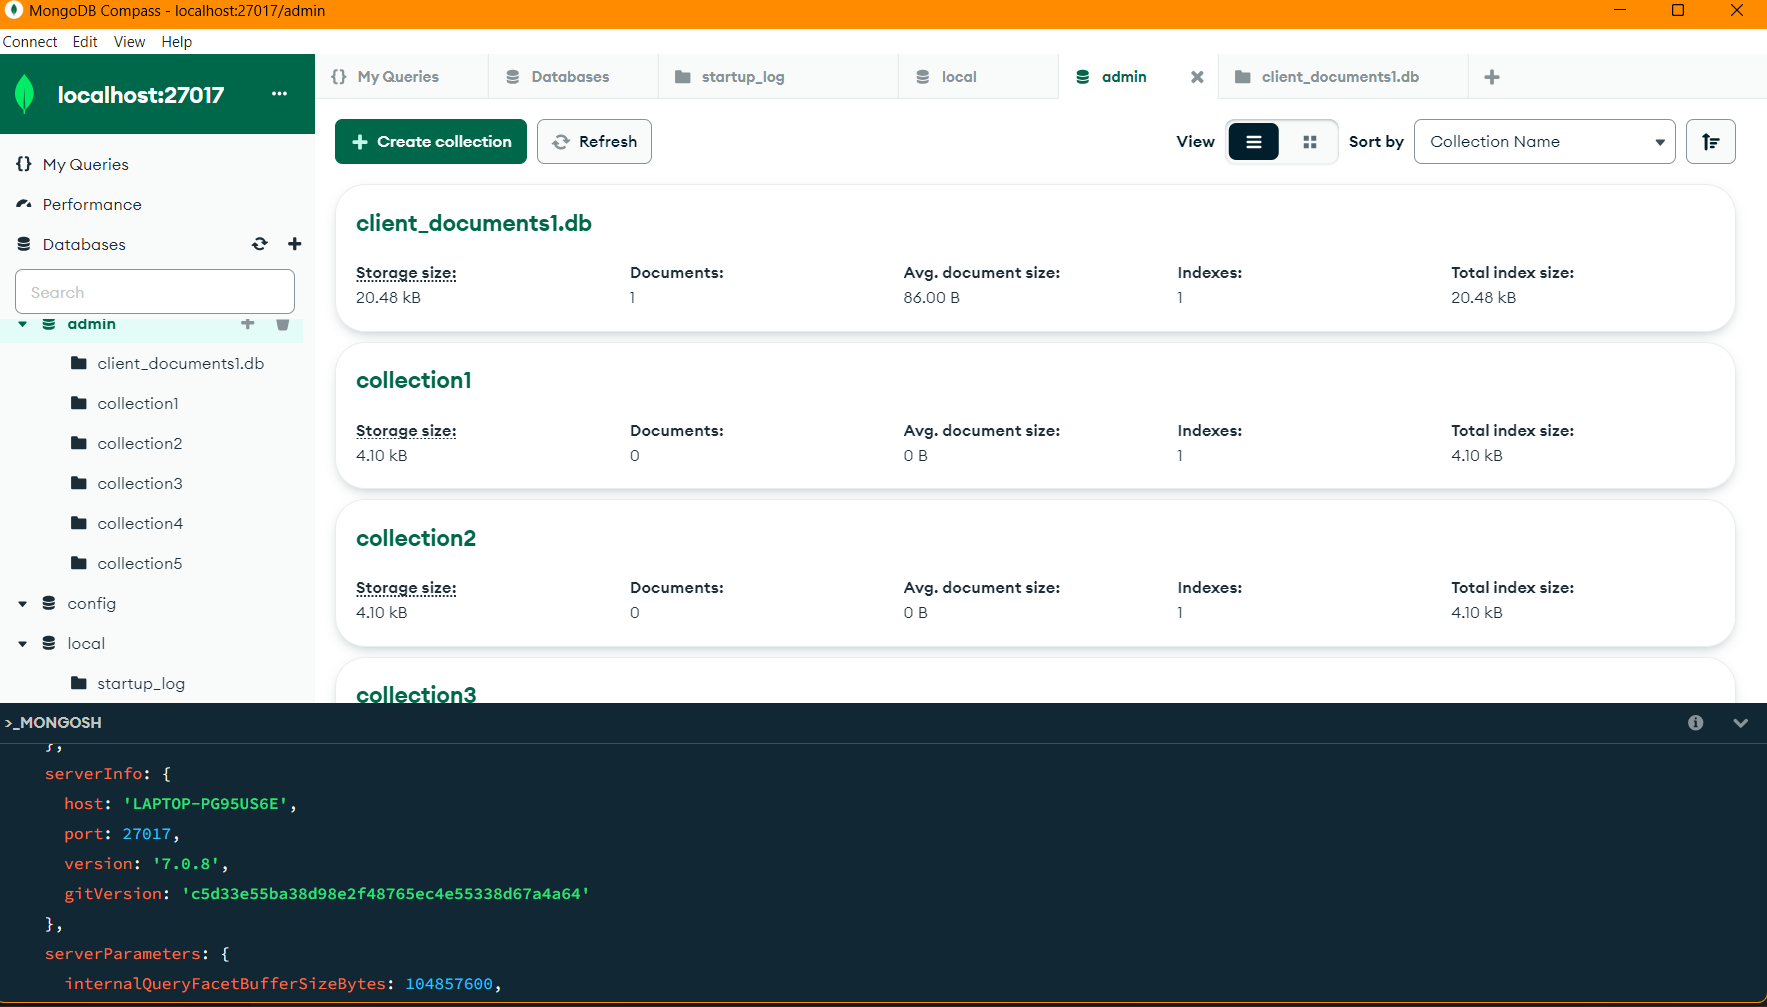 MongoDB Compass - localhost:27017/admin
Connect Edit View Help
localhost:27017 ...
{} My Queries
Performance
Databases
Search
admin
client_documents1.db
collection1
collection2
collection3
collection4
collection5
config
local
startup_log
{} My Queries Databases startup_log local admin client_documents1.db
Create collection Refresh View Sort by Collection Name
client_documents1.db
Storage size: Documents: Avg. document size: Indexes: Total index size:
20.48 kB 1 86.00 B 1 20.48 kB
collection1
Storage size: Documents: Avg. document size: Indexes: Total index size:
4.10 kB 0 0 B 1 4.10 kB
collection2
Storage size: Documents: Avg. document size: Indexes: Total index size:
4.10 kB 0 0 B 1 4.10 kB
collection3
>_MONGOSH
},
serverInfo: {
host: 'LAPTOP-PG95US6E',
port: 27017,
version: '7.0.8',
gitVersion: 'c5d33e55ba38d98e2f48765ec4e55338d67a4a64'
},
serverParameters: {
internalQueryFacetBufferSizeBytes: 104857600,